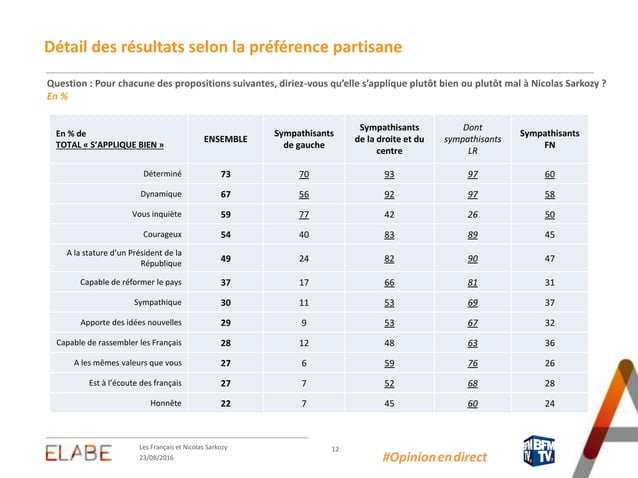 Détail des résultats selon la préférence partisane
Question : Pour chacune des propositions suivantes, diriez-vous qu’elle s’applique plutôt bien ou plutôt mal à Nicolas Sarkozy ?
En %
En % de
TOTAL « S’APPLIQUE BIEN »
ENSEMBLE
Sympathisants
de gauche
Sympathisants
de la droite et du
centre
Dont
sympathisants
LR
Sympathisants
FN
Déterminé 73 70 93 97 60
Dynamique 67 56 92 97 58
Vous inquiète 59 77 42 26 50
Courageux 54 40 83 89 45
A la stature d’un Président de la
République 49 24 82 90 47
Capable de réformer le pays 37 17 66 81 31
Sympathique 30 11 53 69 37
Apporte des idées nouvelles 29 9 53 67 32
Capable de rassembler les Français 28 12 48 63 36
A les mêmes valeurs que vous 27 6 59 76 26
Est à l’écoute des français 27 7 52 68 28
Honnête 22 7 45 60 24
ELABE
Les Français et Nicolas Sarkozy
23/08/2016
12
#Opinionendirect
BFM
TV.